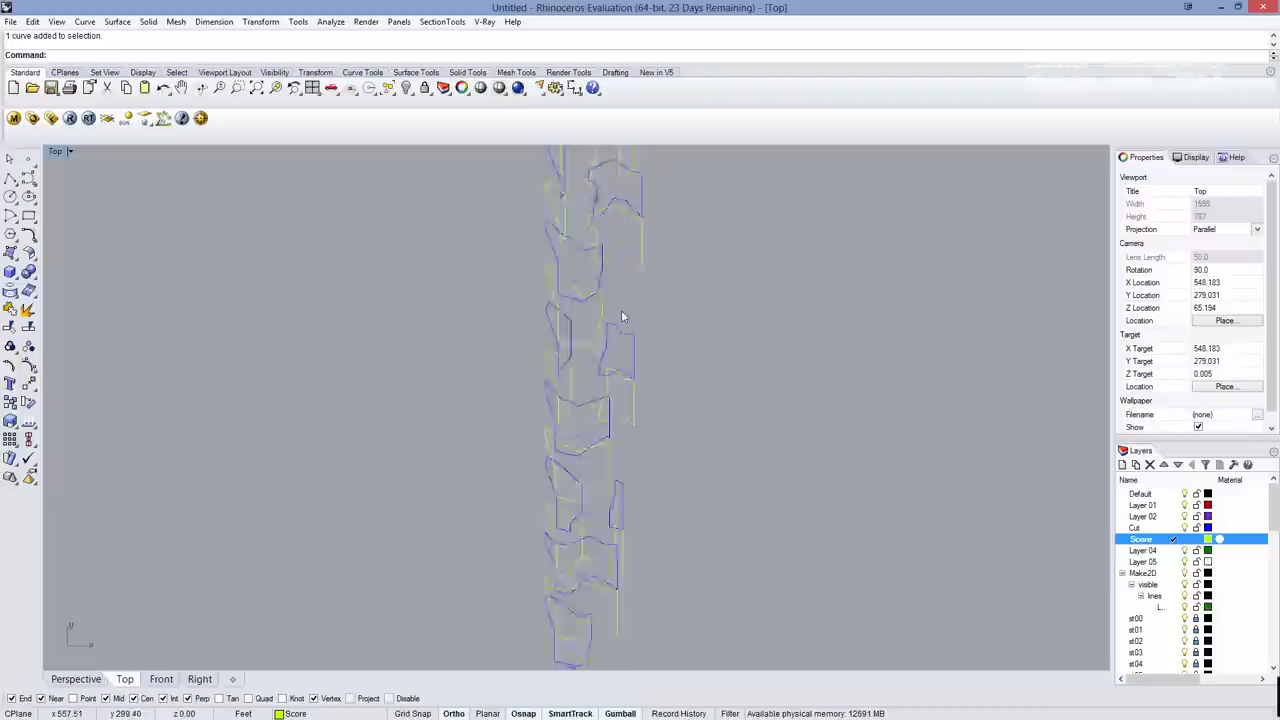 Untitled - Rhinoceros Evaluation (64-bit, 23 Days Remaining) - [Top]
File Edit View Curve Surface Solid Mesh Dimension Transform Tools Analyze Render Panels SectionTools V-Ray Help
1 curve added to selection.
Command:
Standard CPlanes Set View Display Select Viewport Layout Visibility Transform Curve Tools Surface Tools Solid Tools Mesh Tools Render Tools Drafting New in V5
Top
Properties Display Help
Viewport
Title Top
Width 1599
Height 787
Projection Parallel
Camera
Lens Length 50.0
Rotation 90.0
X Location 548.183
Y Location 279.031
Z Location 65.194
Location Place...
Target
X Target 548.183
Y Target 279.031
Z Target 0.005
Location Place...
Wallpaper
Filename (none) ...
Show
Layers
Name Material
Default
Layer 01
Layer 02
Cut
Score
Layer 04
Layer 05
Make2D
visible
lines
L...
st00
st01
st02
st03
st04
y
x
Perspective Top Front Right
End Near Point Mid Cen Int Perp Tan Quad Knot Vertex Project Disable
CPlane x 557.51 y 299.40 z 0.00 Feet Score Grid Snap Ortho Planar Osnap SmartTrack Gumball Record History Filter Available physical memory: 12691 MB